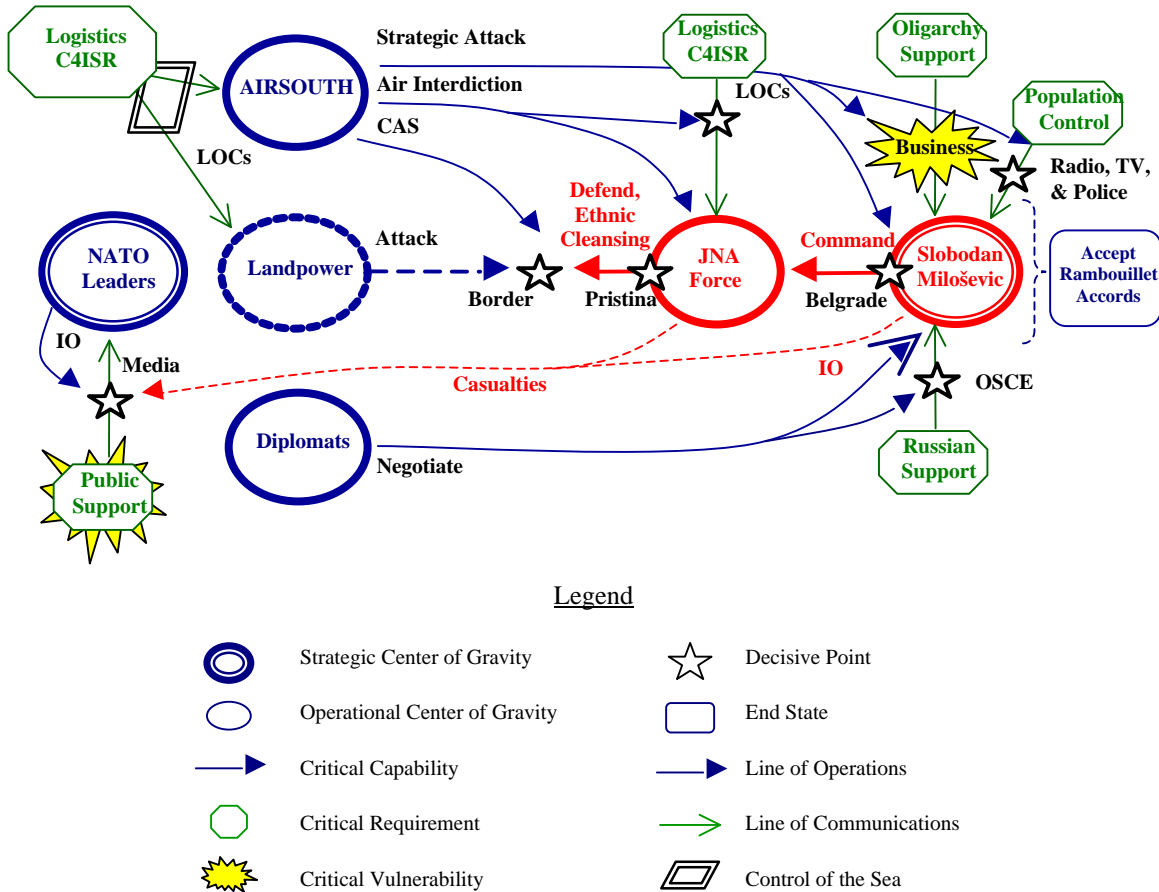 Logistics
C4ISR
AIRSOUTH
Strategic Attack
Air Interdiction
CAS
LOCs
Logistics
C4ISR
LOCs
Oligarchy
Support
Population
Control
Business
Radio, TV,
& Police
NATO
Leaders
Landpower
Attack
Border
Defend,
Ethnic
Cleansing
Pristina
JNA
Force
Command
Belgrade
Slobodan
Miloševic
Accept
Rambouillet
Accords
IO
Media
Casualties
IO
OSCE
Public
Support
Diplomats
Negotiate
Russian
Support
Legend
Strategic Center of Gravity
Decisive Point
Operational Center of Gravity
End State
Critical Capability
Line of Operations
Critical Requirement
Line of Communications
Critical Vulnerability
Control of the Sea